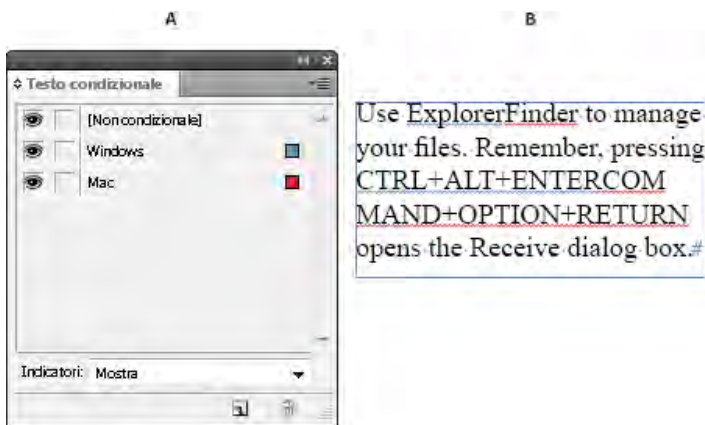 A
B
Testo condizionale
[Non condizionale]
Windows
Mac
Indicatori: Mostra
Use ExplorerFinder to manage
your files. Remember, pressing
CTRL+ALT+ENTERCOM
MAND+OPTION+RETURN
opens the Receive dialog box.#